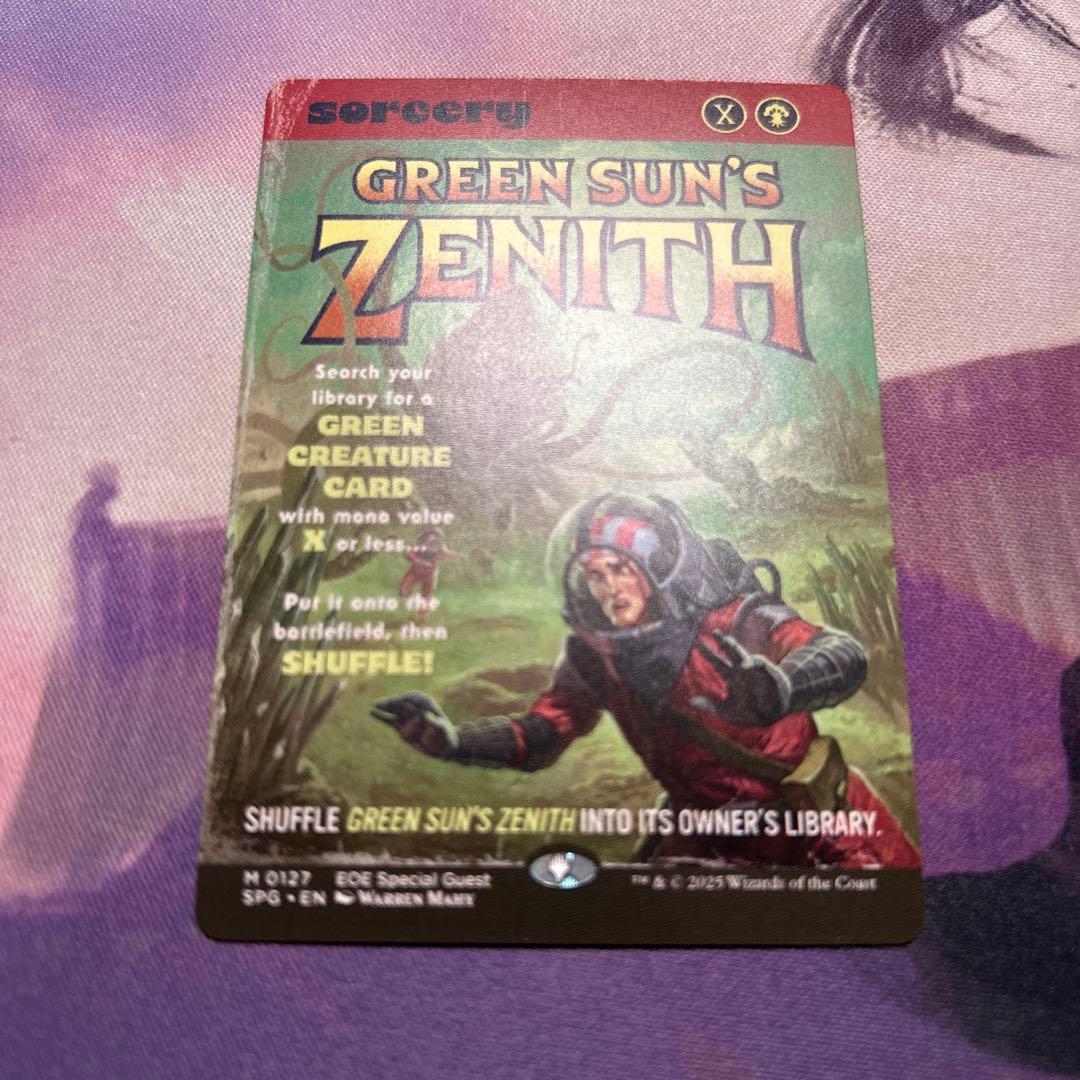 sorcery X
GREEN SUN'S
ZENITH
Search your
library for a
GREEN
CREATURE
CARD
with mana value
X or less...
Put it onto the
battlefield, then
SHUFFLE!
SHUFFLE GREEN SUN'S ZENITH INTO ITS OWNER'S LIBRARY.
M 0127 EOE Special Guest
™ & © 2025 Wizards of the Coast
SPG • EN WARREN MAHY